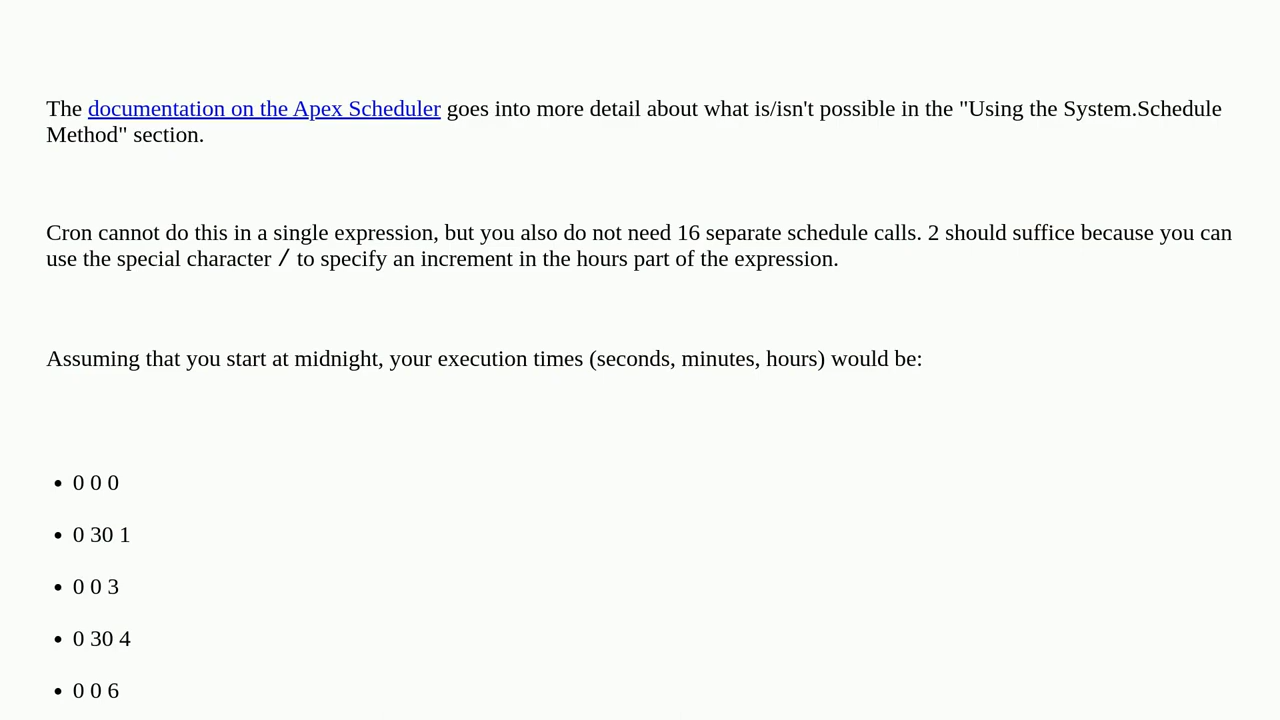 The documentation on the Apex Scheduler goes into more detail about what is/isn't possible in the "Using the System.Schedule
Method" section.
Cron cannot do this in a single expression, but you also do not need 16 separate schedule calls. 2 should suffice because you can
use the special character / to specify an increment in the hours part of the expression.
Assuming that you start at midnight, your execution times (seconds, minutes, hours) would be:
• 0 0 0
• 0 30 1
• 0 0 3
• 0 30 4
• 0 0 6